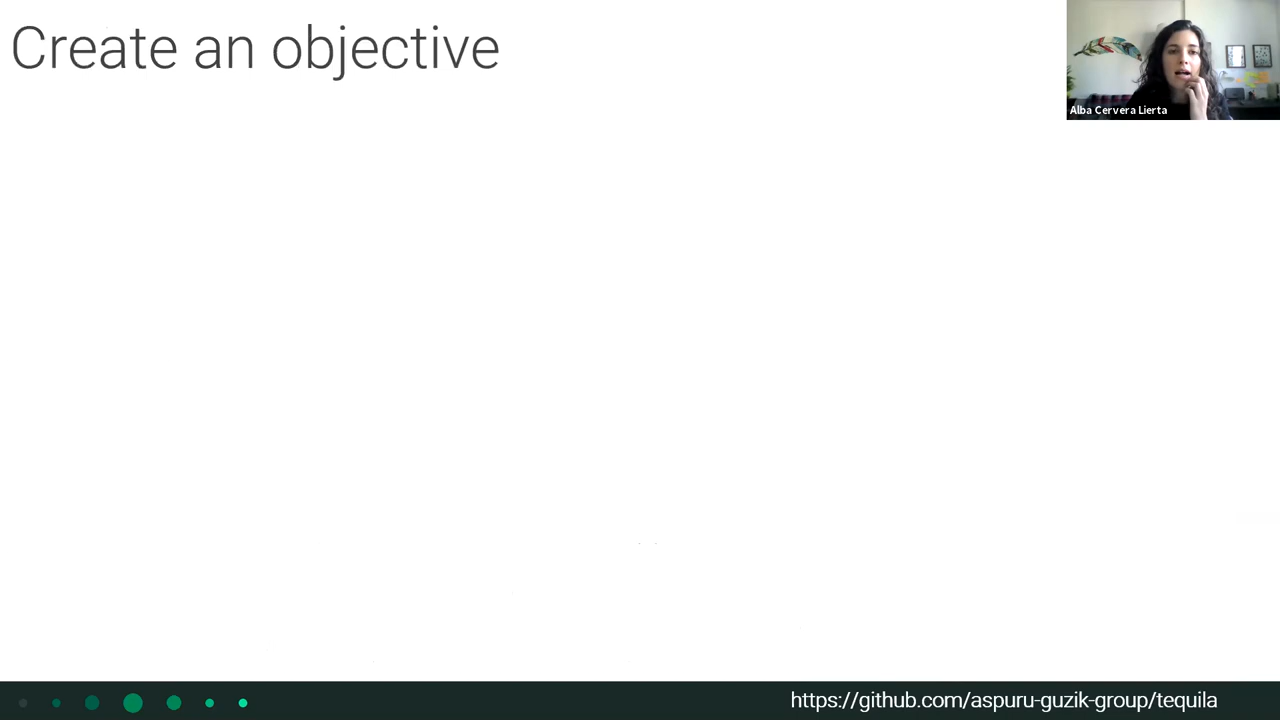 Create an objective
Alba Cervera Lierta
https://github.com/aspuru-guzik-group/tequila